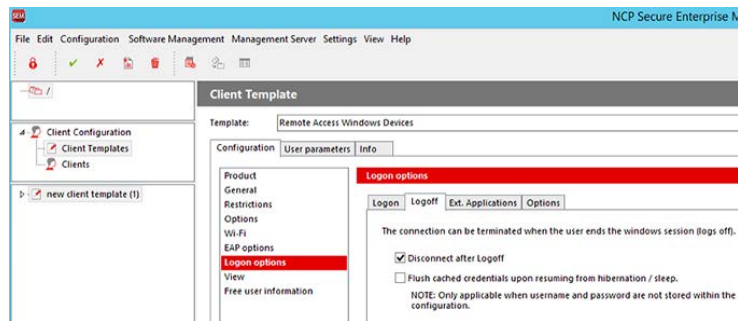 SEM
NCP Secure Enterprise M
File Edit Configuration Software Management Management Server Settings View Help
/
Client Configuration
Client Templates
Clients
new client template (1)
Client Template
Template: Remote Access Windows Devices
Configuration User parameters Info
Product
General
Restrictions
Options
Wi-Fi
EAP options
Logon options
View
Free user information
Logon options
Logon Logoff Ext. Applications Options
The connection can be terminated when the user ends the windows session (logs off).
Disconnect after Logoff
Flush cached credentials upon resuming from hibernation / sleep.
NOTE: Only applicable when username and password are not stored within the
configuration.